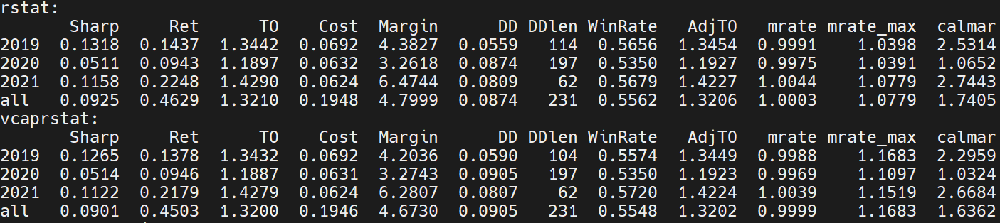 rstat:
Sharp Ret TO Cost Margin DD DDlen WinRate AdjTO mrate mrate_max calmar
2019 0.1318 0.1437 1.3442 0.0692 4.3827 0.0559 114 0.5656 1.3454 0.9991 1.0398 2.5314
2020 0.0511 0.0943 1.1897 0.0632 3.2618 0.0874 197 0.5350 1.1927 0.9975 1.0391 1.0652
2021 0.1158 0.2248 1.4290 0.0624 6.4744 0.0809 62 0.5679 1.4227 1.0044 1.0779 2.7443
all 0.0925 0.4629 1.3210 0.1948 4.7999 0.0874 231 0.5562 1.3206 1.0003 1.0779 1.7405
vcaprstat:
Sharp Ret TO Cost Margin DD DDlen WinRate AdjTO mrate mrate_max calmar
2019 0.1265 0.1378 1.3432 0.0692 4.2036 0.0590 104 0.5574 1.3449 0.9988 1.1683 2.2959
2020 0.0514 0.0946 1.1887 0.0631 3.2743 0.0905 197 0.5350 1.1923 0.9969 1.1097 1.0324
2021 0.1122 0.2179 1.4279 0.0624 6.2807 0.0807 62 0.5720 1.4224 1.0039 1.1519 2.6684
all 0.0901 0.4503 1.3200 0.1946 4.6730 0.0905 231 0.5548 1.3202 0.9999 1.1683 1.6362